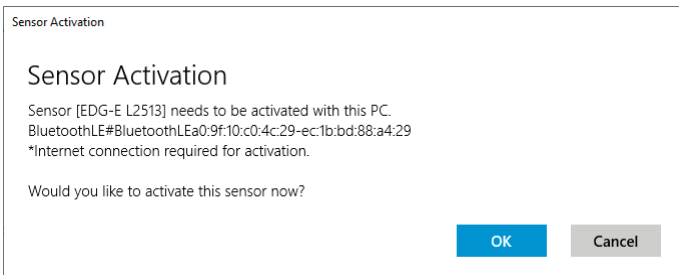 Sensor Activation
Sensor Activation
Sensor [EDG-E L2513] needs to be activated with this PC.
BluetoothLE#BluetoothLEa0:9f:10:c0:4c:29-ec:1b:bd:88:a4:29
*Internet connection required for activation.
Would you like to activate this sensor now?
OK Cancel